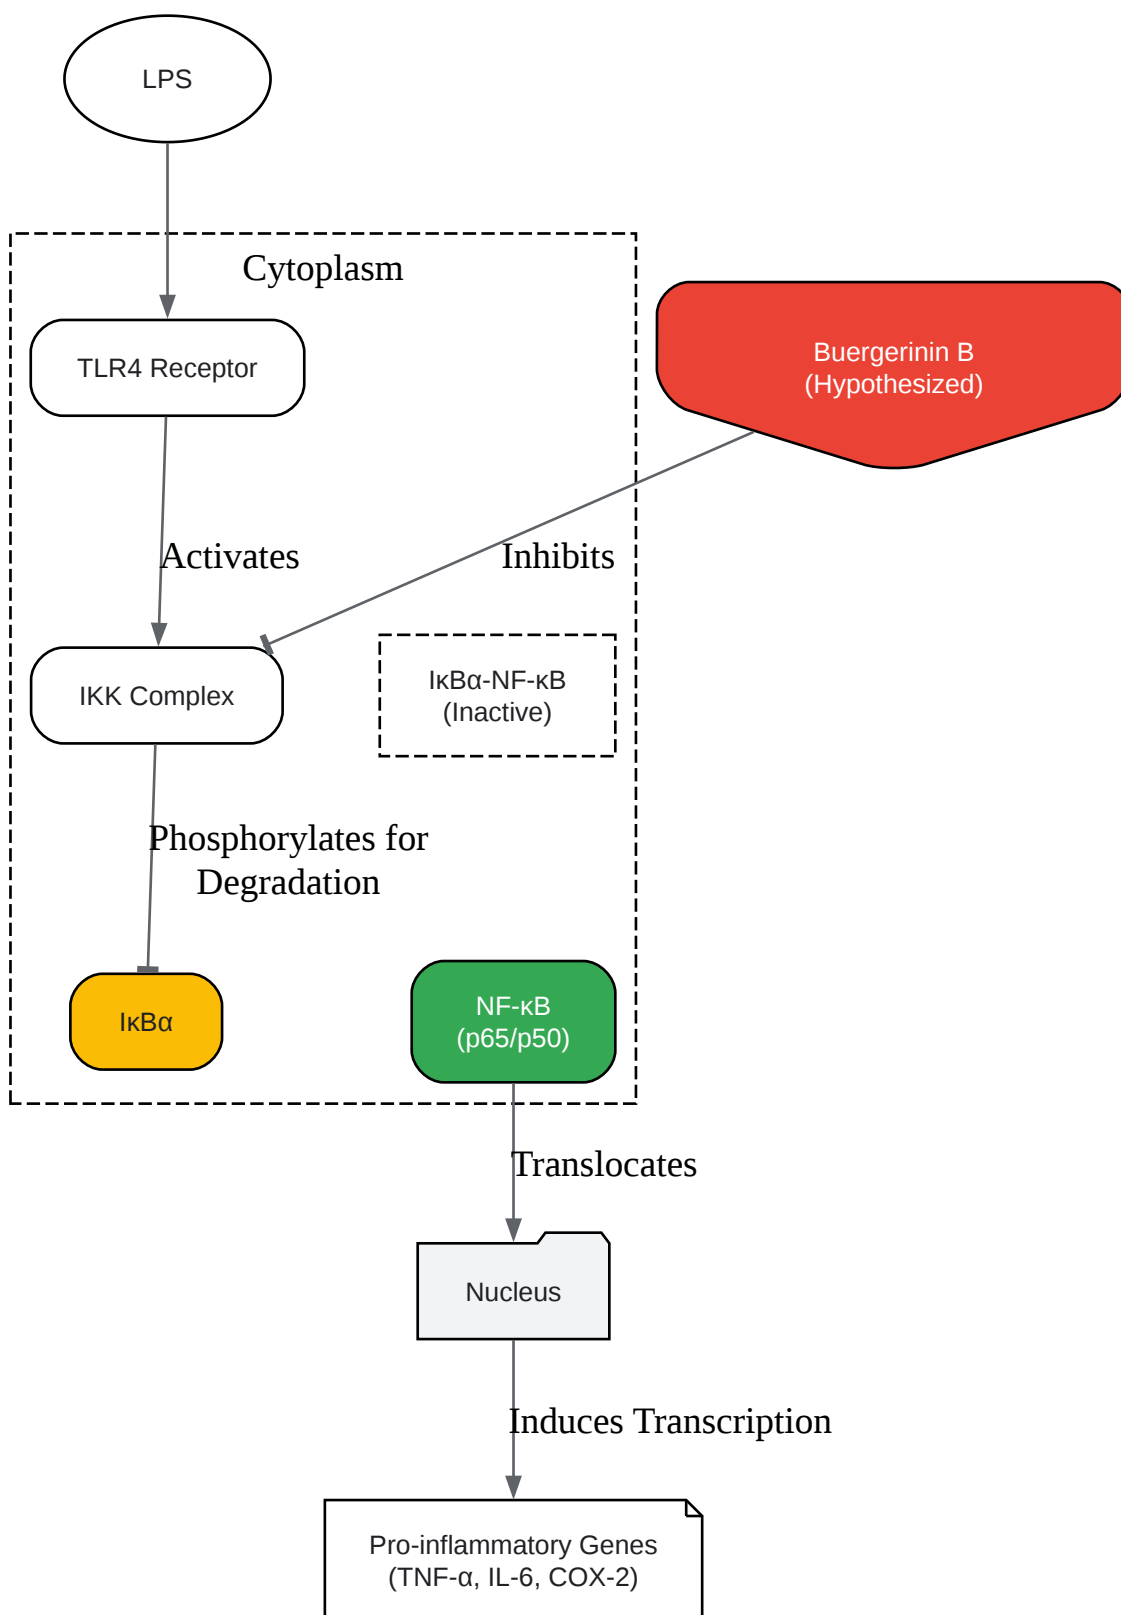 LPS
Cytoplasm
TLR4 Receptor
Buergerinin B
(Hypothesized)
Activates
Inhibits
IKK Complex
IκBα-NF-κB
(Inactive)
Phosphorylates for
Degradation
IκBα
NF-κB
(p65/p50)
Translocates
Nucleus
Induces Transcription
Pro-inflammatory Genes
(TNF-α, IL-6, COX-2)